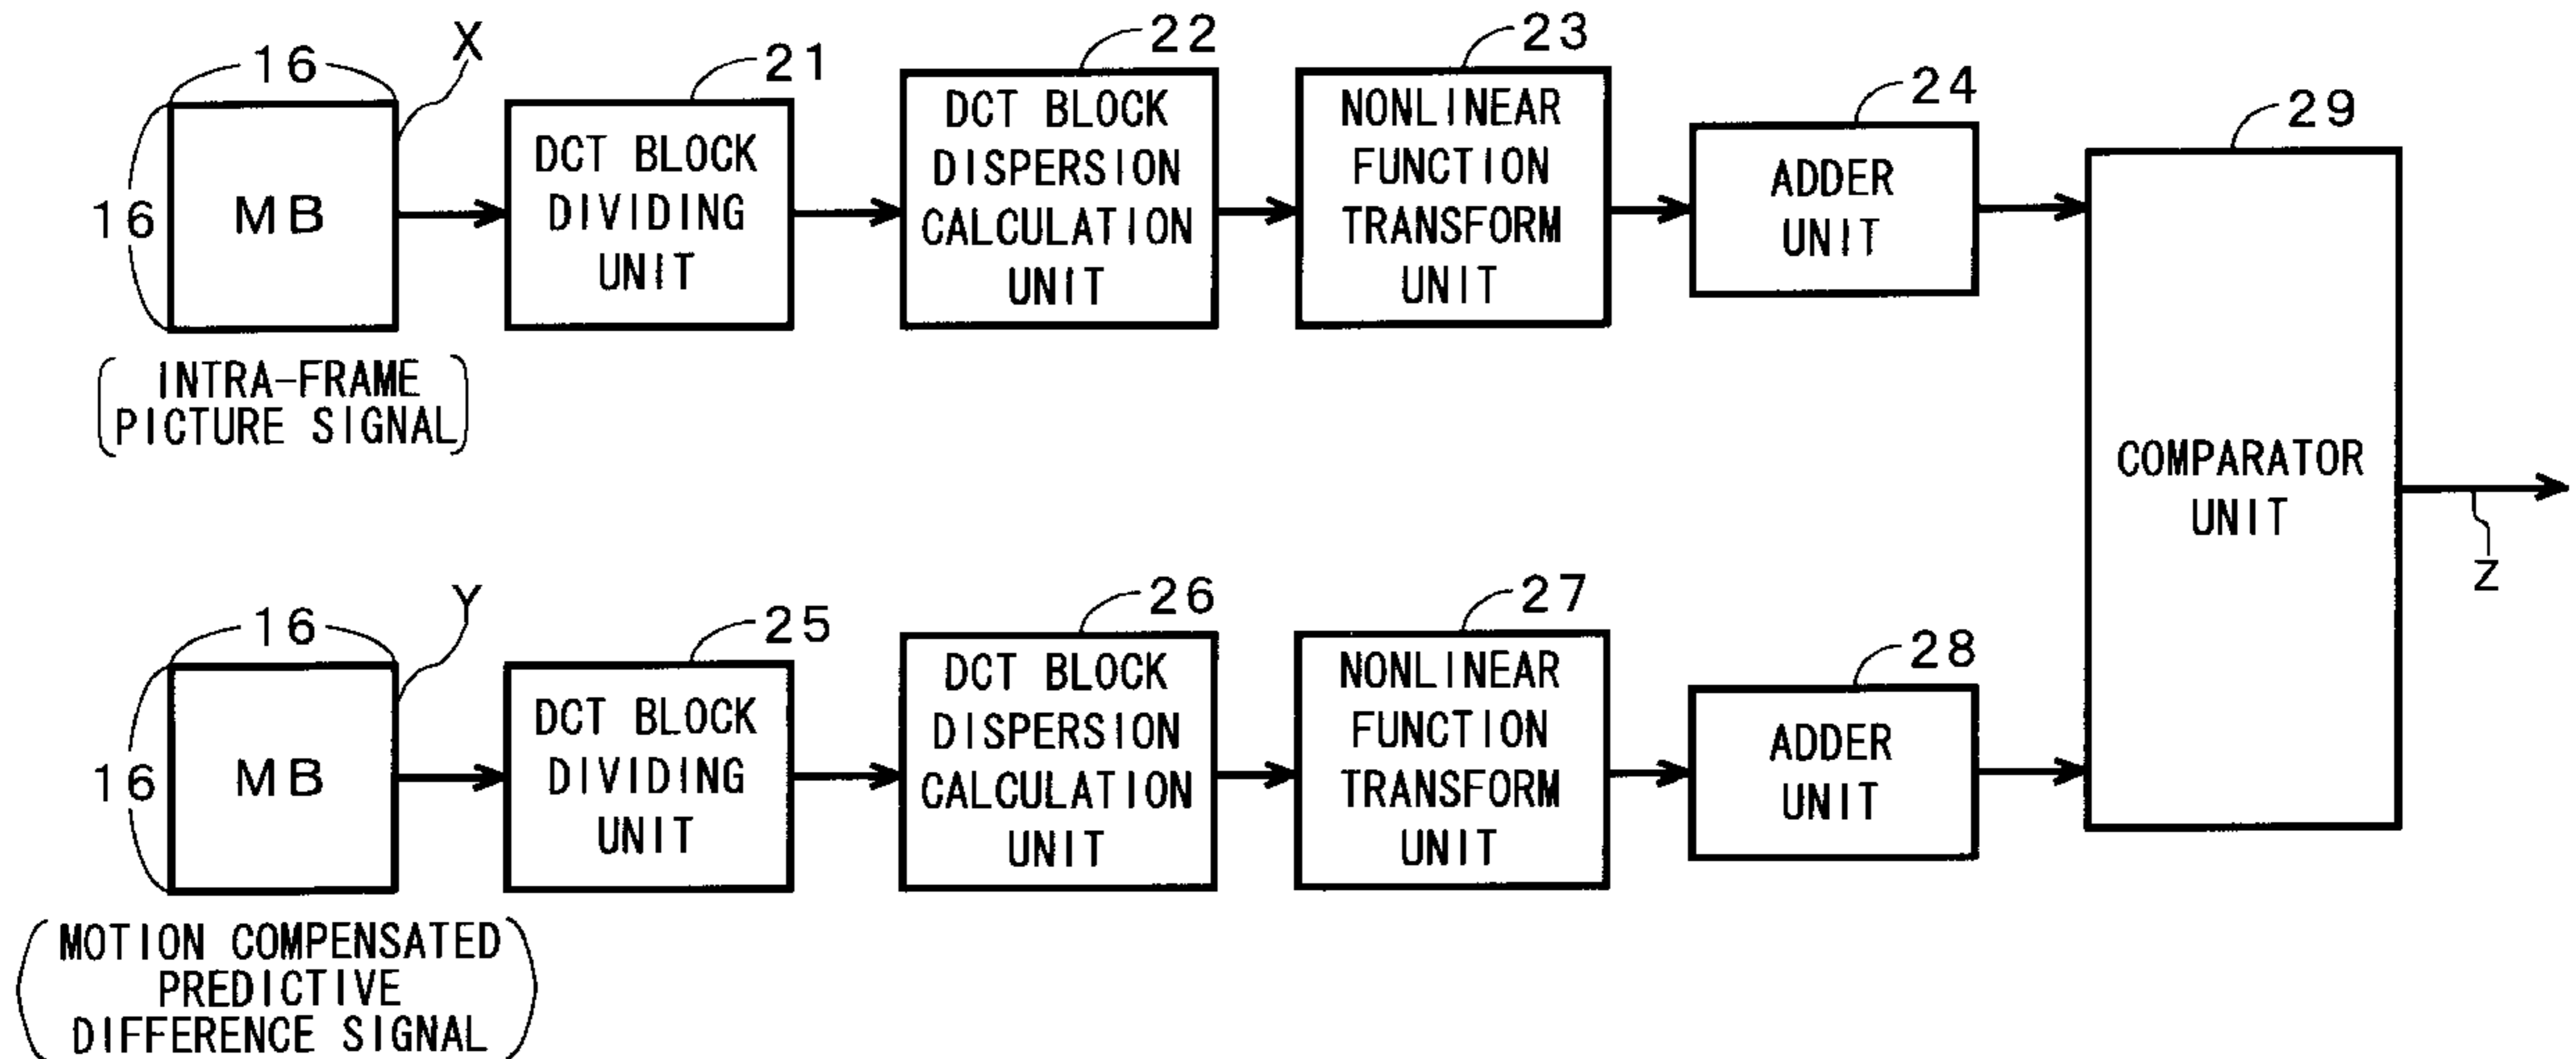 16
X
16
MB
INTRA-FRAME
PICTURE SIGNAL
21
DCT BLOCK
DIVIDING
UNIT
22
DCT BLOCK
DISPERSION
CALCULATION
UNIT
23
NONLINEAR
FUNCTION
TRANSFORM
UNIT
24
ADDER
UNIT
29
COMPARATOR
UNIT
Z
16
Y
16
MB
MOTION COMPENSATED
PREDICTIVE
DIFFERENCE SIGNAL
25
DCT BLOCK
DIVIDING
UNIT
26
DCT BLOCK
DISPERSION
CALCULATION
UNIT
27
NONLINEAR
FUNCTION
TRANSFORM
UNIT
28
ADDER
UNIT